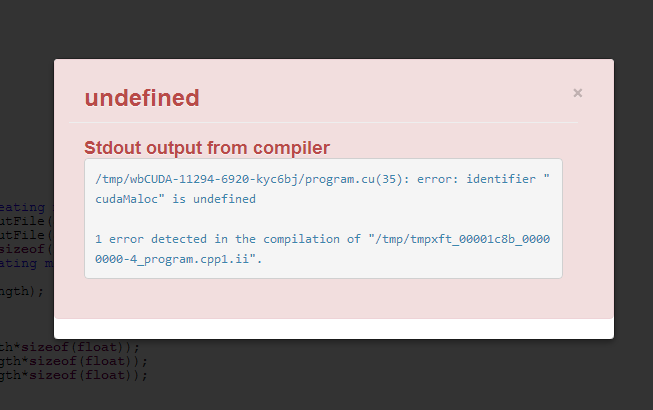 undefined
×
Stdout output from compiler
/tmp/wbCUDA-11294-6920-kyc6bj/program.cu(35): error: identifier "
cudaMaloc" is undefined
1 error detected in the compilation of "/tmp/tmpxft_00001c8b_0000
0000-4_program.cpp1.ii".
eating
utFile(
utFile(
sizeof(
ating m
ngth);
th*sizeof(float));
gth*sizeof(float));
gth*sizeof(float));